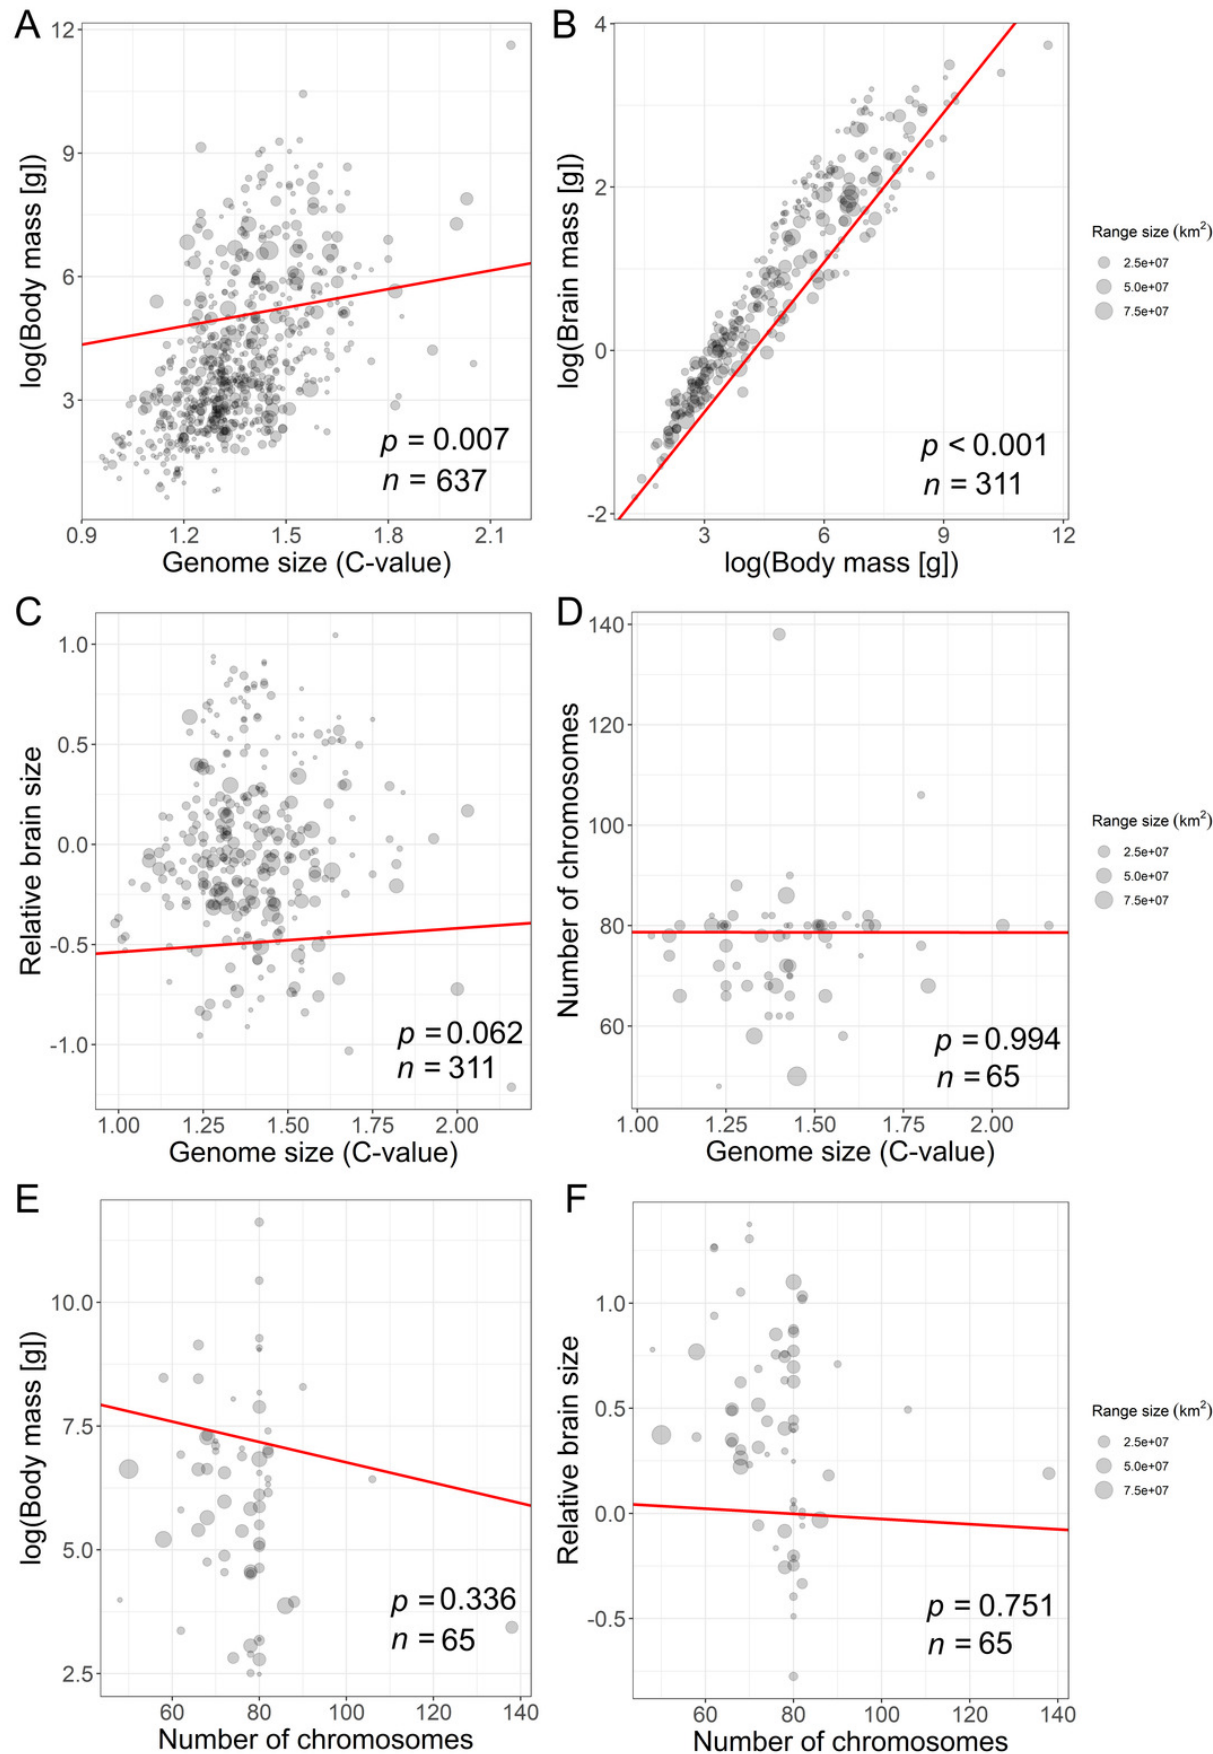 A
12
9
6
3
0.9
1.2
1.5
1.8
2.1
log(Body mass [g])
Genome size (C-value)
p = 0.007
n = 637
B
4
2
0
-2
3
6
9
12
log(Brain mass [g])
log(Body mass [g])
p < 0.001
n = 311
Range size (km²)
2.5e+07
5.0e+07
7.5e+07
C
1.0
0.5
0.0
-0.5
-1.0
1.00
1.25
1.50
1.75
2.00
Relative brain size
Genome size (C-value)
p = 0.062
n = 311
D
140
120
100
80
60
1.00
1.25
1.50
1.75
2.00
Number of chromosomes
Genome size (C-value)
p = 0.994
n = 65
Range size (km²)
2.5e+07
5.0e+07
7.5e+07
E
10.0
7.5
5.0
2.5
60
80
100
120
140
log(Body mass [g])
Number of chromosomes
p = 0.336
n = 65
F
1.0
0.5
0.0
-0.5
60
80
100
120
140
Relative brain size
Number of chromosomes
p = 0.751
n = 65
Range size (km²)
2.5e+07
5.0e+07
7.5e+07